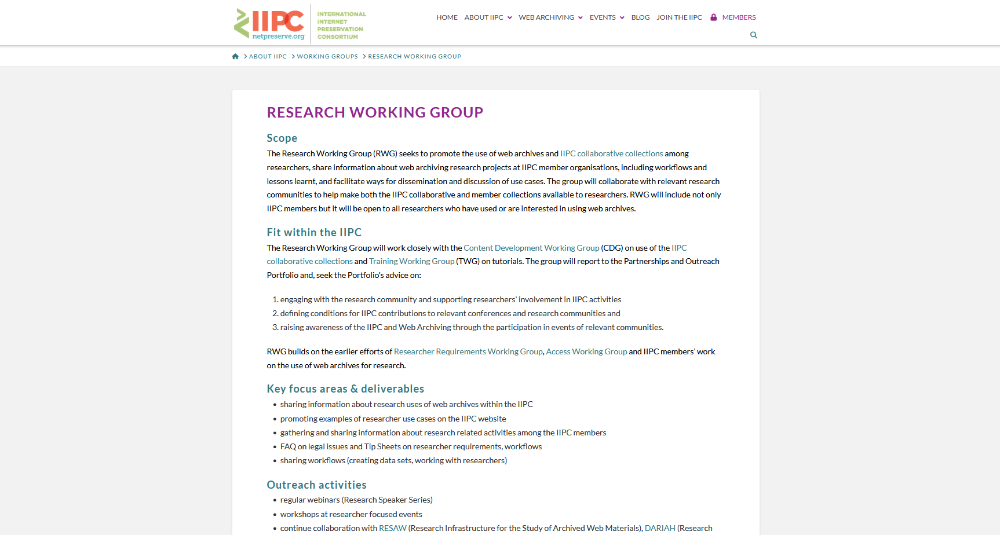 IIPC
netpreserve.org
INTERNATIONAL
INTERNET
PRESERVATION
CONSORTIUM
HOME ABOUT IIPC WEB ARCHIVING EVENTS BLOG JOIN THE IIPC MEMBERS
ABOUT IIPC WORKING GROUPS RESEARCH WORKING GROUP
RESEARCH WORKING GROUP
Scope
The Research Working Group (RWG) seeks to promote the use of web archives and IIPC collaborative collections among
researchers, share information about web archiving research projects at IIPC member organisations, including workflows and
lessons learnt, and facilitate ways for dissemination and discussion of use cases. The group will collaborate with relevant research
communities to help make both the IIPC collaborative and member collections available to researchers. RWG will include not only
IIPC members but it will be open to all researchers who have used or are interested in using web archives.
Fit within the IIPC
The Research Working Group will work closely with the Content Development Working Group (CDG) on use of the IIPC
collaborative collections and Training Working Group (TWG) on tutorials. The group will report to the Partnerships and Outreach
Portfolio and, seek the Portfolio's advice on:
1. engaging with the research community and supporting researchers' involvement in IIPC activities
2. defining conditions for IIPC contributions to relevant conferences and research communities and
3. raising awareness of the IIPC and Web Archiving through the participation in events of relevant communities.
RWG builds on the earlier efforts of Researcher Requirements Working Group, Access Working Group and IIPC members' work
on the use of web archives for research.
Key focus areas & deliverables
• sharing information about research uses of web archives within the IIPC
• promoting examples of researcher use cases on the IIPC website
• gathering and sharing information about research related activities among the IIPC members
• FAQ on legal issues and Tip Sheets on researcher requirements, workflows
• sharing workflows (creating data sets, working with researchers)
Outreach activities
• regular webinars (Research Speaker Series)
• workshops at researcher focused events
• continue collaboration with RESAW (Research Infrastructure for the Study of Archived Web Materials), DARIAH (Research